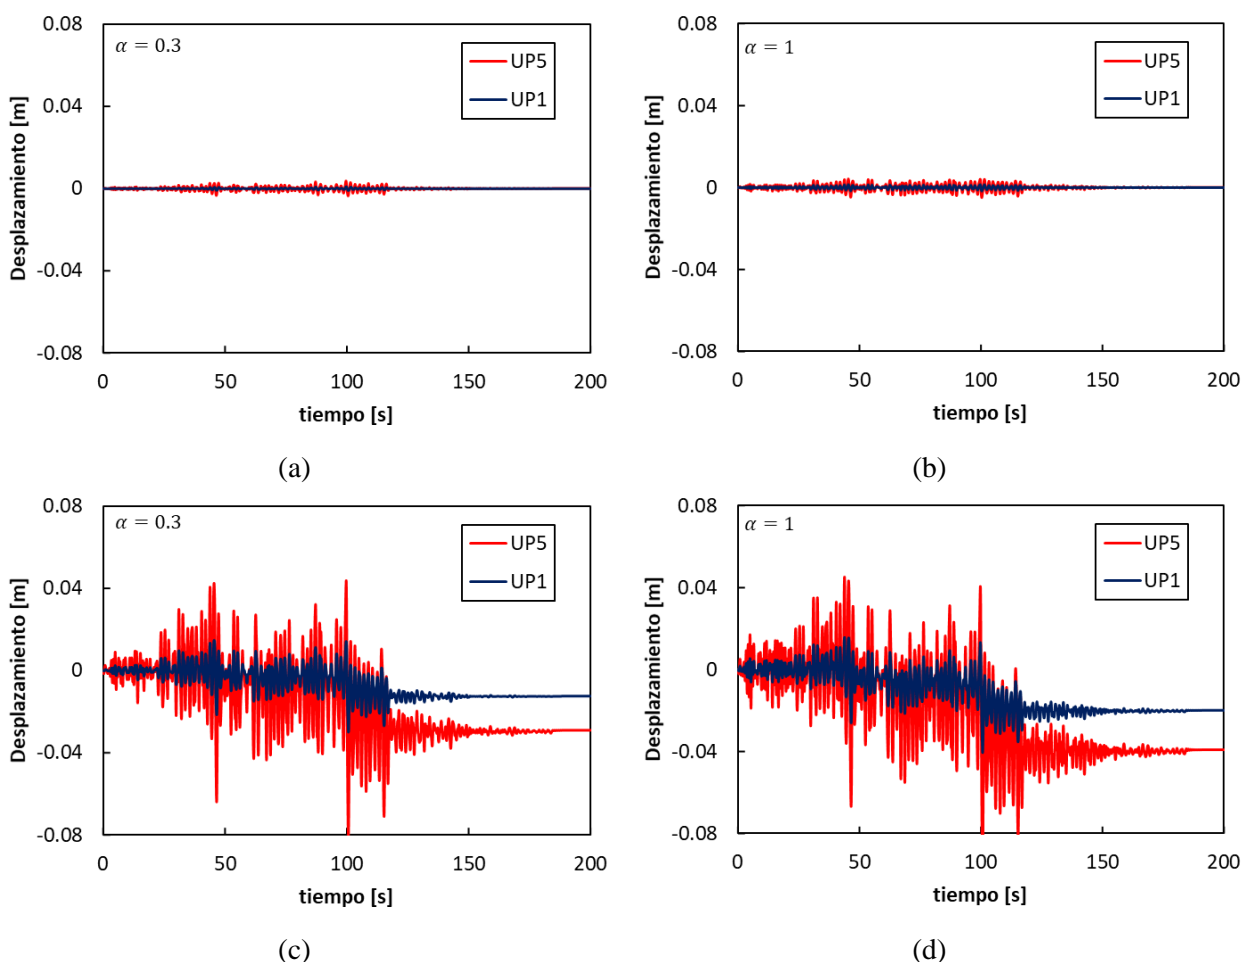 α = 0.3
UP5
UP1
0.08
0.04
0
-0.04
-0.08
Desplazamiento [m]
0 50 100 150 200
tiempo [s]
(a)
α = 1
UP5
UP1
0.08
0.04
0
-0.04
-0.08
Desplazamiento [m]
0 50 100 150 200
tiempo [s]
(b)
α = 0.3
UP5
UP1
0.08
0.04
0
-0.04
-0.08
Desplazamiento [m]
0 50 100 150 200
tiempo [s]
(c)
α = 1
UP5
UP1
0.08
0.04
0
-0.04
-0.08
Desplazamiento [m]
0 50 100 150 200
tiempo [s]
(d)